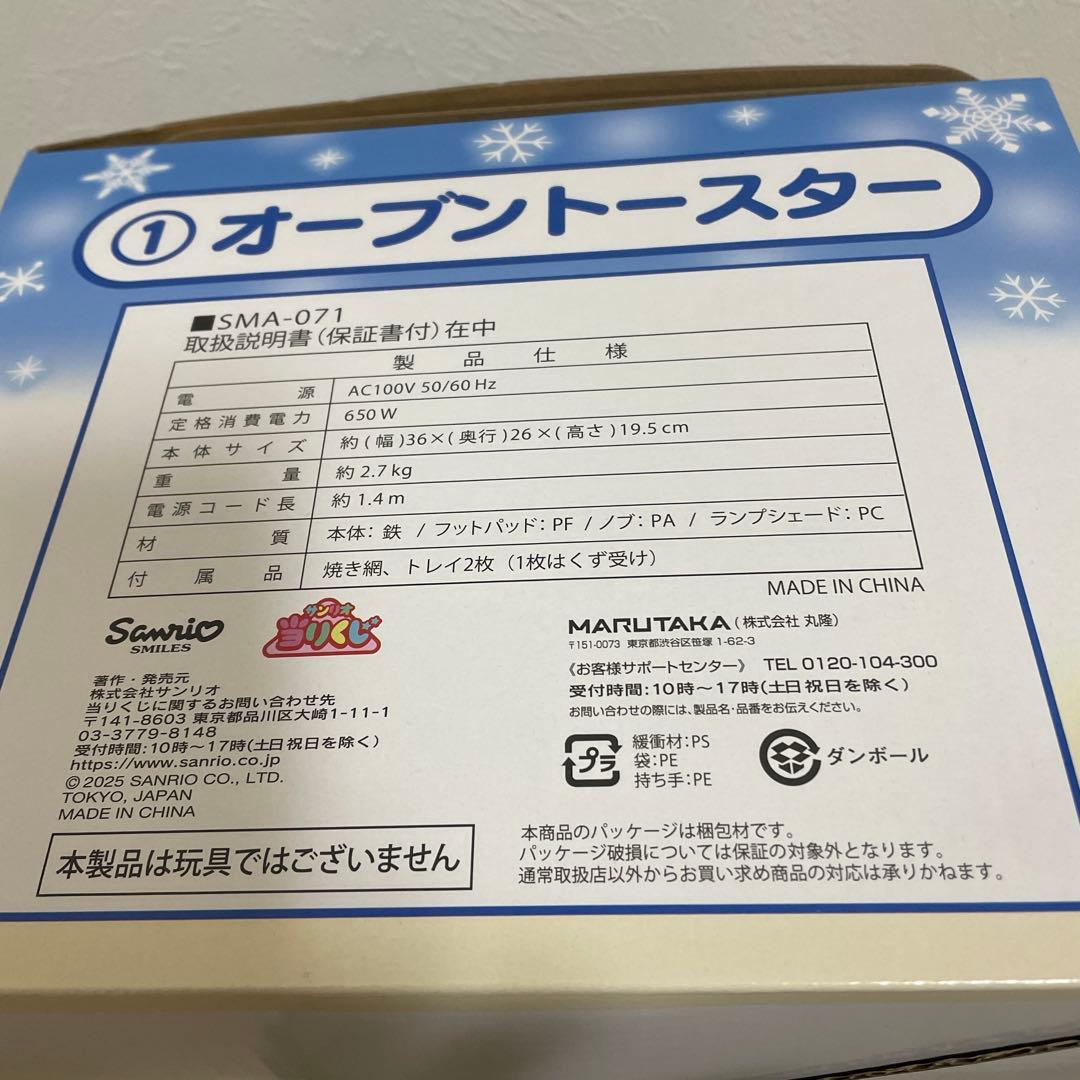 ① オーブントースター
■SMA-071
取扱説明書(保証書付)在中
製品仕様
電源 AC100V 50/60 Hz
定格消費電力 650 W
本体サイズ 約(幅)36×(奥行)26×(高さ)19.5 cm
重量 約 2.7 kg
電源コード長 約 1.4 m
材質 本体: 鉄 / フットパッド: PF / ノブ: PA / ランプシェード: PC
付属品 焼き網、トレイ2枚 (1枚はくず受け)
MADE IN CHINA
Sanrio
SMILES
サンリオ
当りくじ
著作・発売元
株式会社サンリオ
当りくじに関するお問い合わせ先
〒141-8603 東京都品川区大崎1-11-1
03-3779-8148
受付時間:10時～17時(土日祝日を除く)
https://www.sanrio.co.jp
© 2025 SANRIO CO., LTD.
TOKYO, JAPAN
MADE IN CHINA
本製品は玩具ではございません
MARUTAKA (株式会社 丸隆)
〒151-0073 東京都渋谷区笹塚 1-62-3
《お客様サポートセンター》 TEL 0120-104-300
受付時間:10時～17時(土日祝日を除く)
お問い合わせの際には、製品名・品番をお伝えください。
プラ
緩衝材:PS
袋:PE
持ち手:PE
ダンボール
本商品のパッケージは梱包材です。
パッケージ破損については保証の対象外となります。
通常取扱店以外からお買い求め商品の対応は承りかねます。